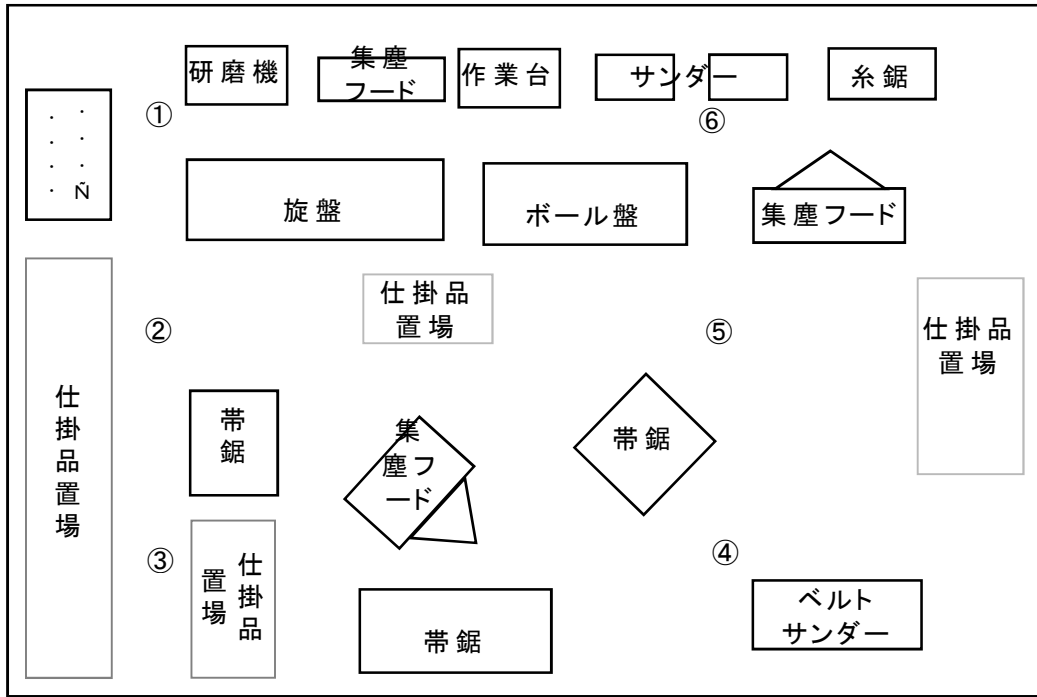 研磨機
集塵
フード
作業台
サンダー
糸鋸
①
⑥
Ñ
旋盤
ボール盤
集塵フード
仕掛品
置場
②
⑤
仕掛品
置場
仕掛品置場
帯
鋸
集
塵フ
ード
帯鋸
③
仕掛品
置場
④
帯鋸
ベルト
サンダー